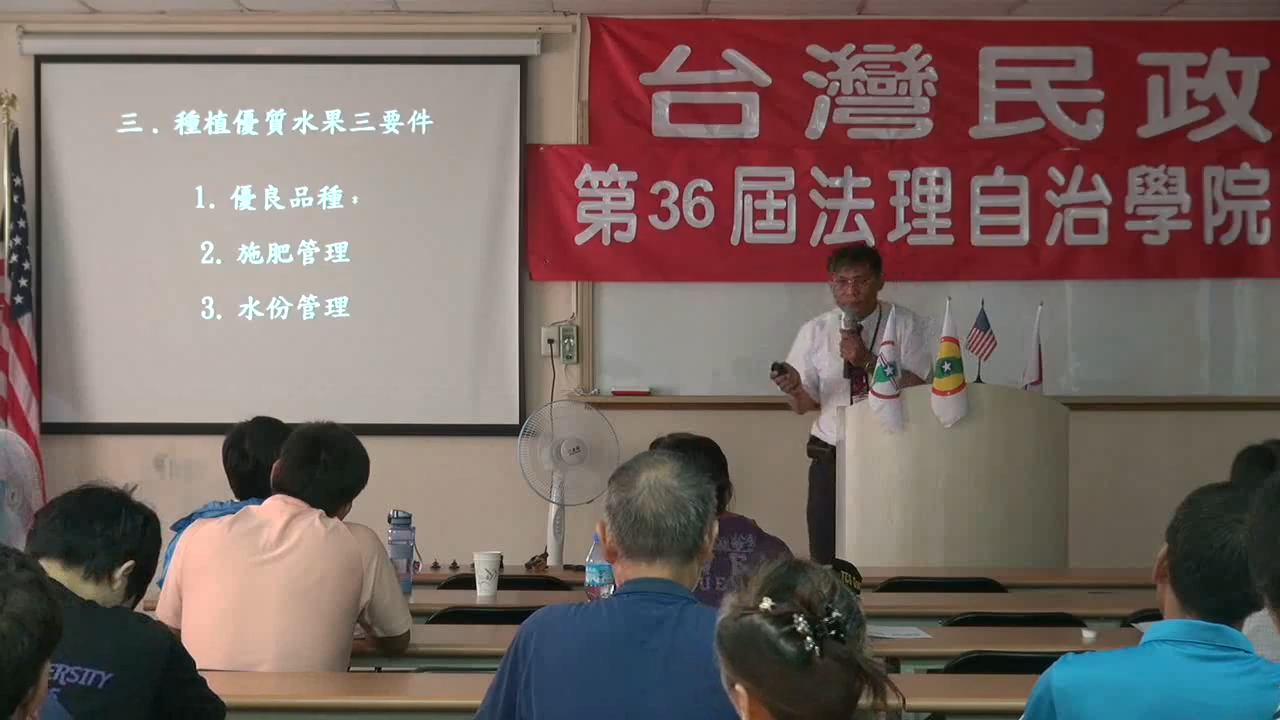 三. 種植優質水果三要件
1. 優良品種:
2. 施肥管理
3. 水份管理
台灣民政
第36屆法理自治學院
ERSITY